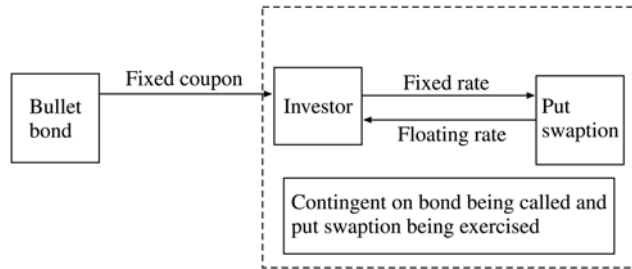 Fixed coupon
Bullet
bond
Investor
Fixed rate
Floating rate
Put
swaption
Contingent on bond being called and
put swaption being exercised